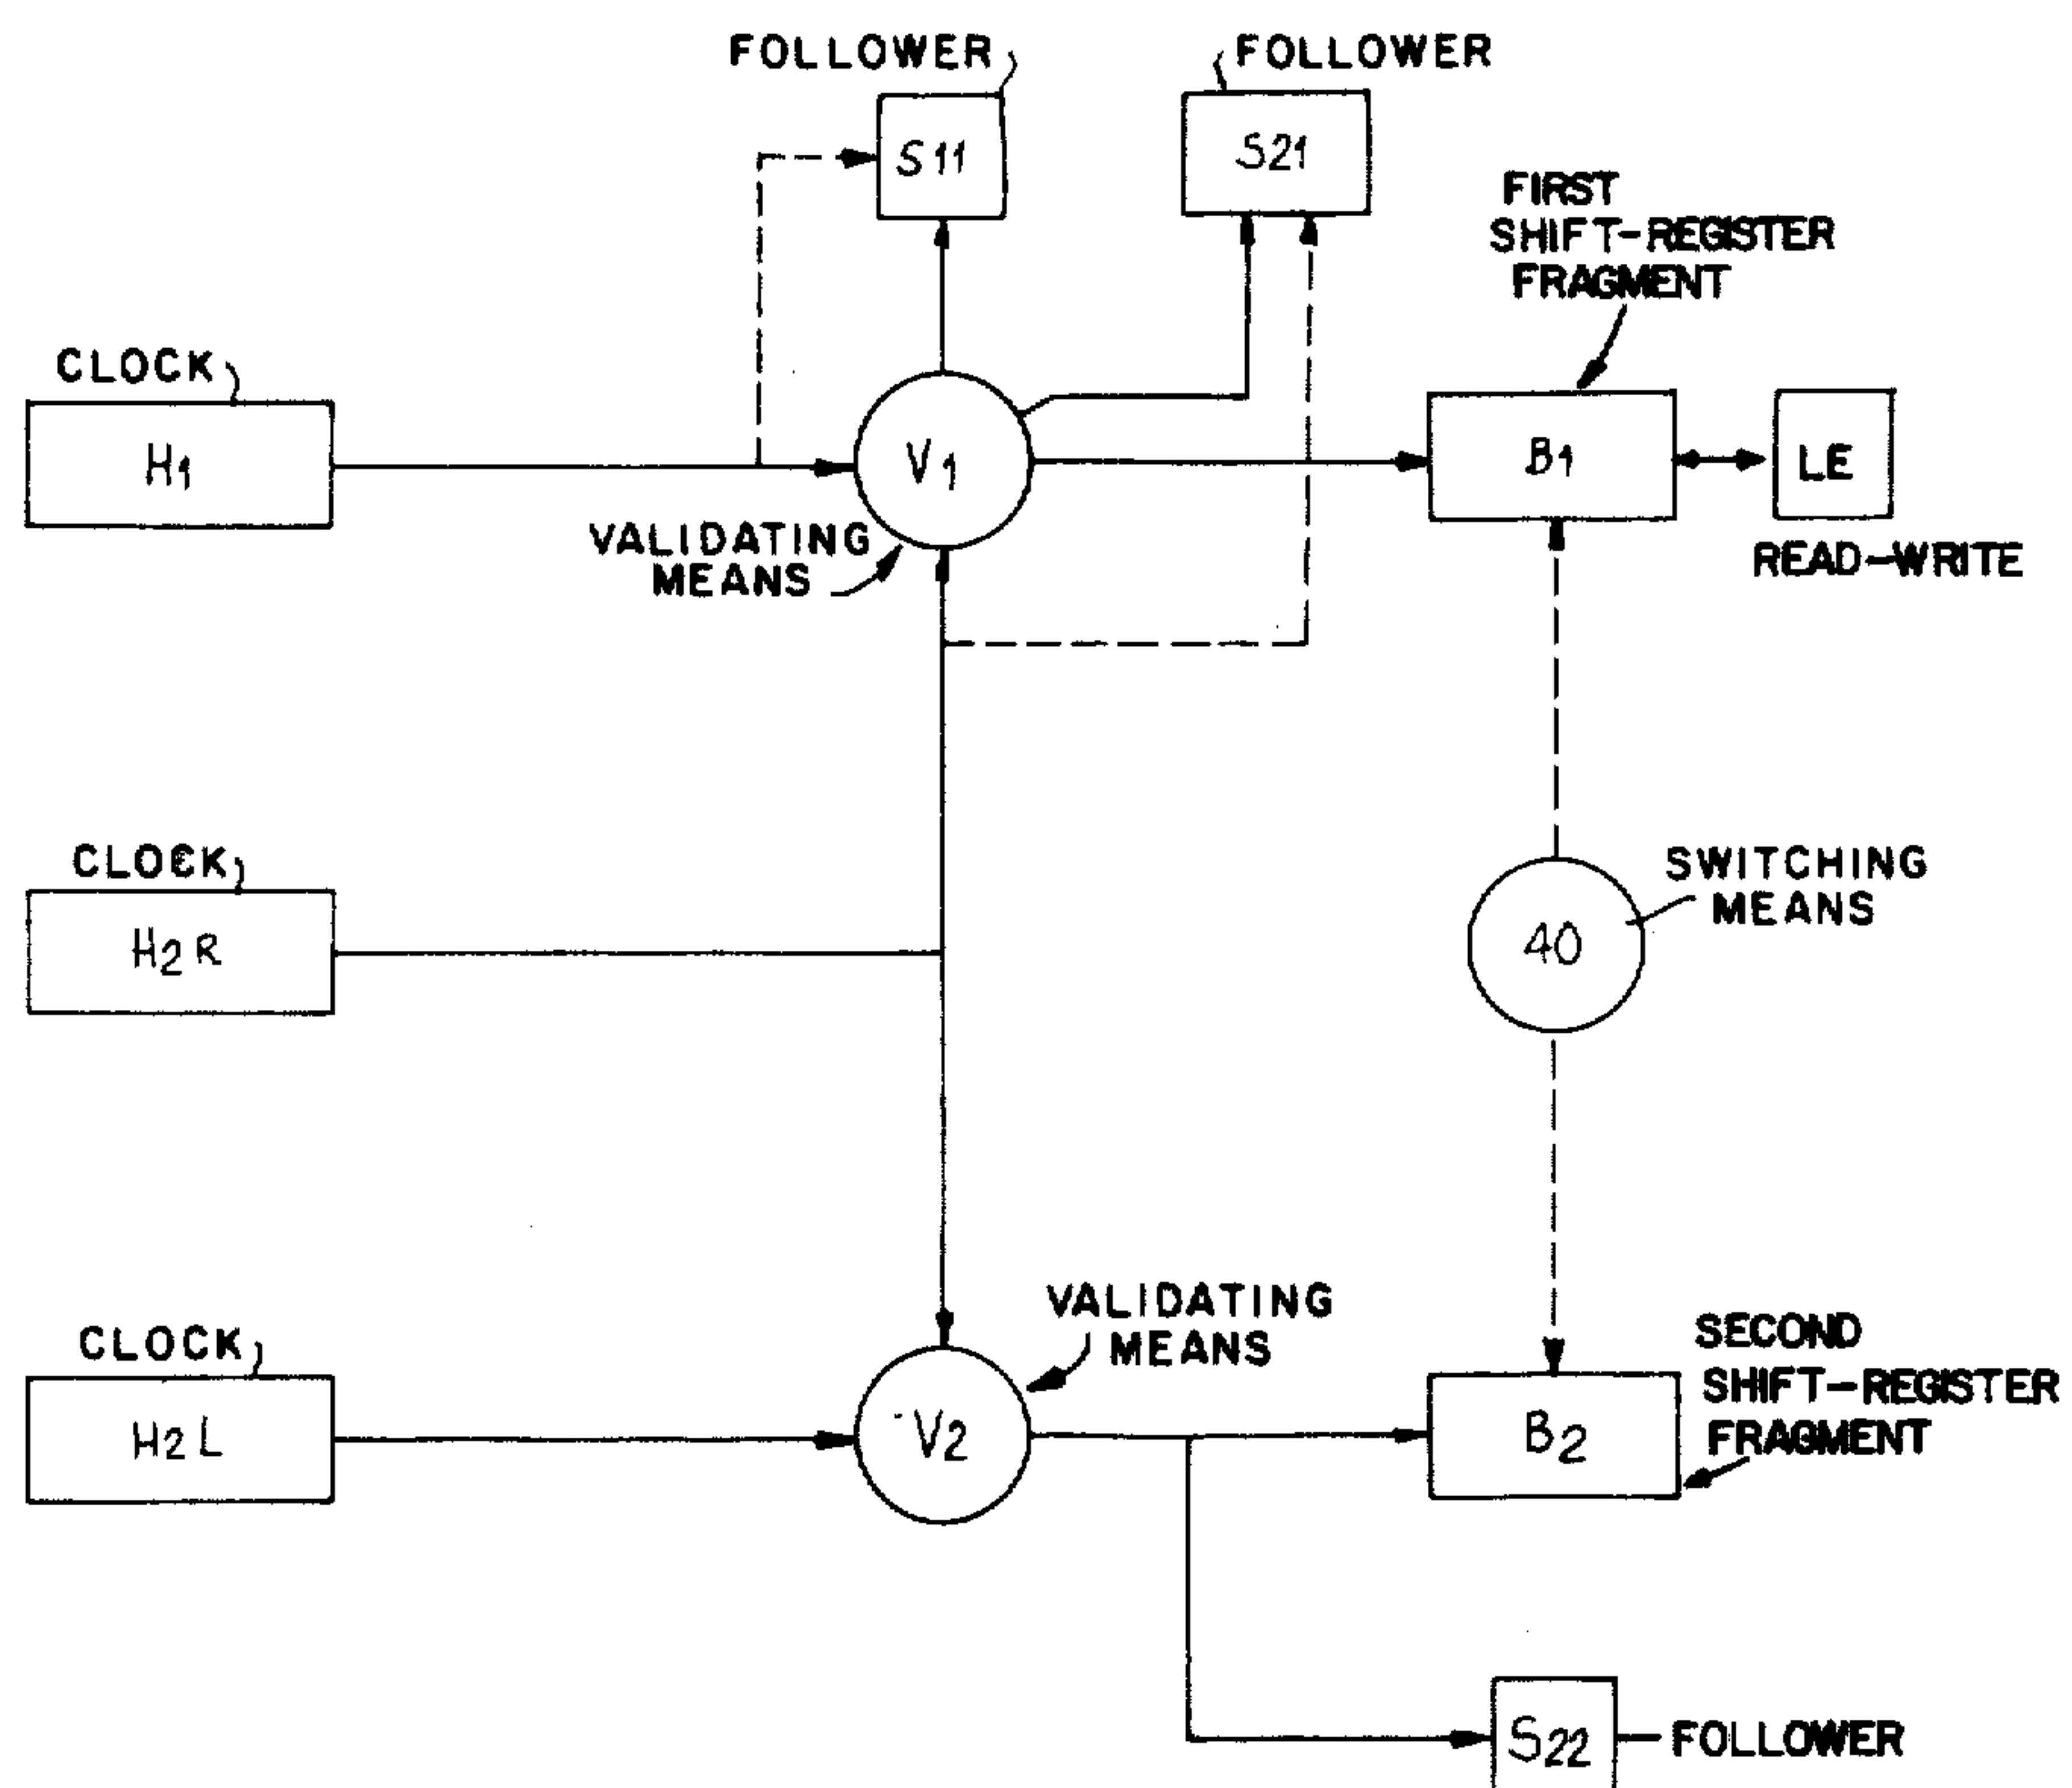 FOLLOWER
FOLLOWER
S11
S21
FIRST
SHIFT-REGISTER
FRAGMENT
CLOCK
H1
V1
B1
LE
VALIDATING
MEANS
READ-WRITE
CLOCK
H2R
SWITCHING
MEANS
40
VALIDATING
MEANS
CLOCK
H2L
V2
B2
SECOND
SHIFT-REGISTER
FRAGMENT
S22
FOLLOWER